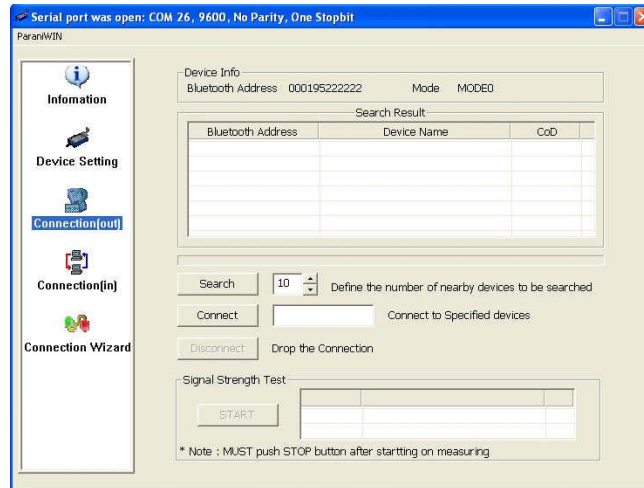 Serial port was open: COM 26, 9600, No Parity, One Stopbit
ParaniWIN
Infomation
Device Setting
Connection(out)
Connection(in)
Connection Wizard
Device Info
Bluetooth Address 000195222222 Mode MODE0
Search Result
Bluetooth Address Device Name CoD
Search 10 Define the number of nearby devices to be searched
Connect Connect to Specified devices
Disconnect Drop the Connection
Signal Strength Test
START
* Note : MUST push STOP button after startting on measuring